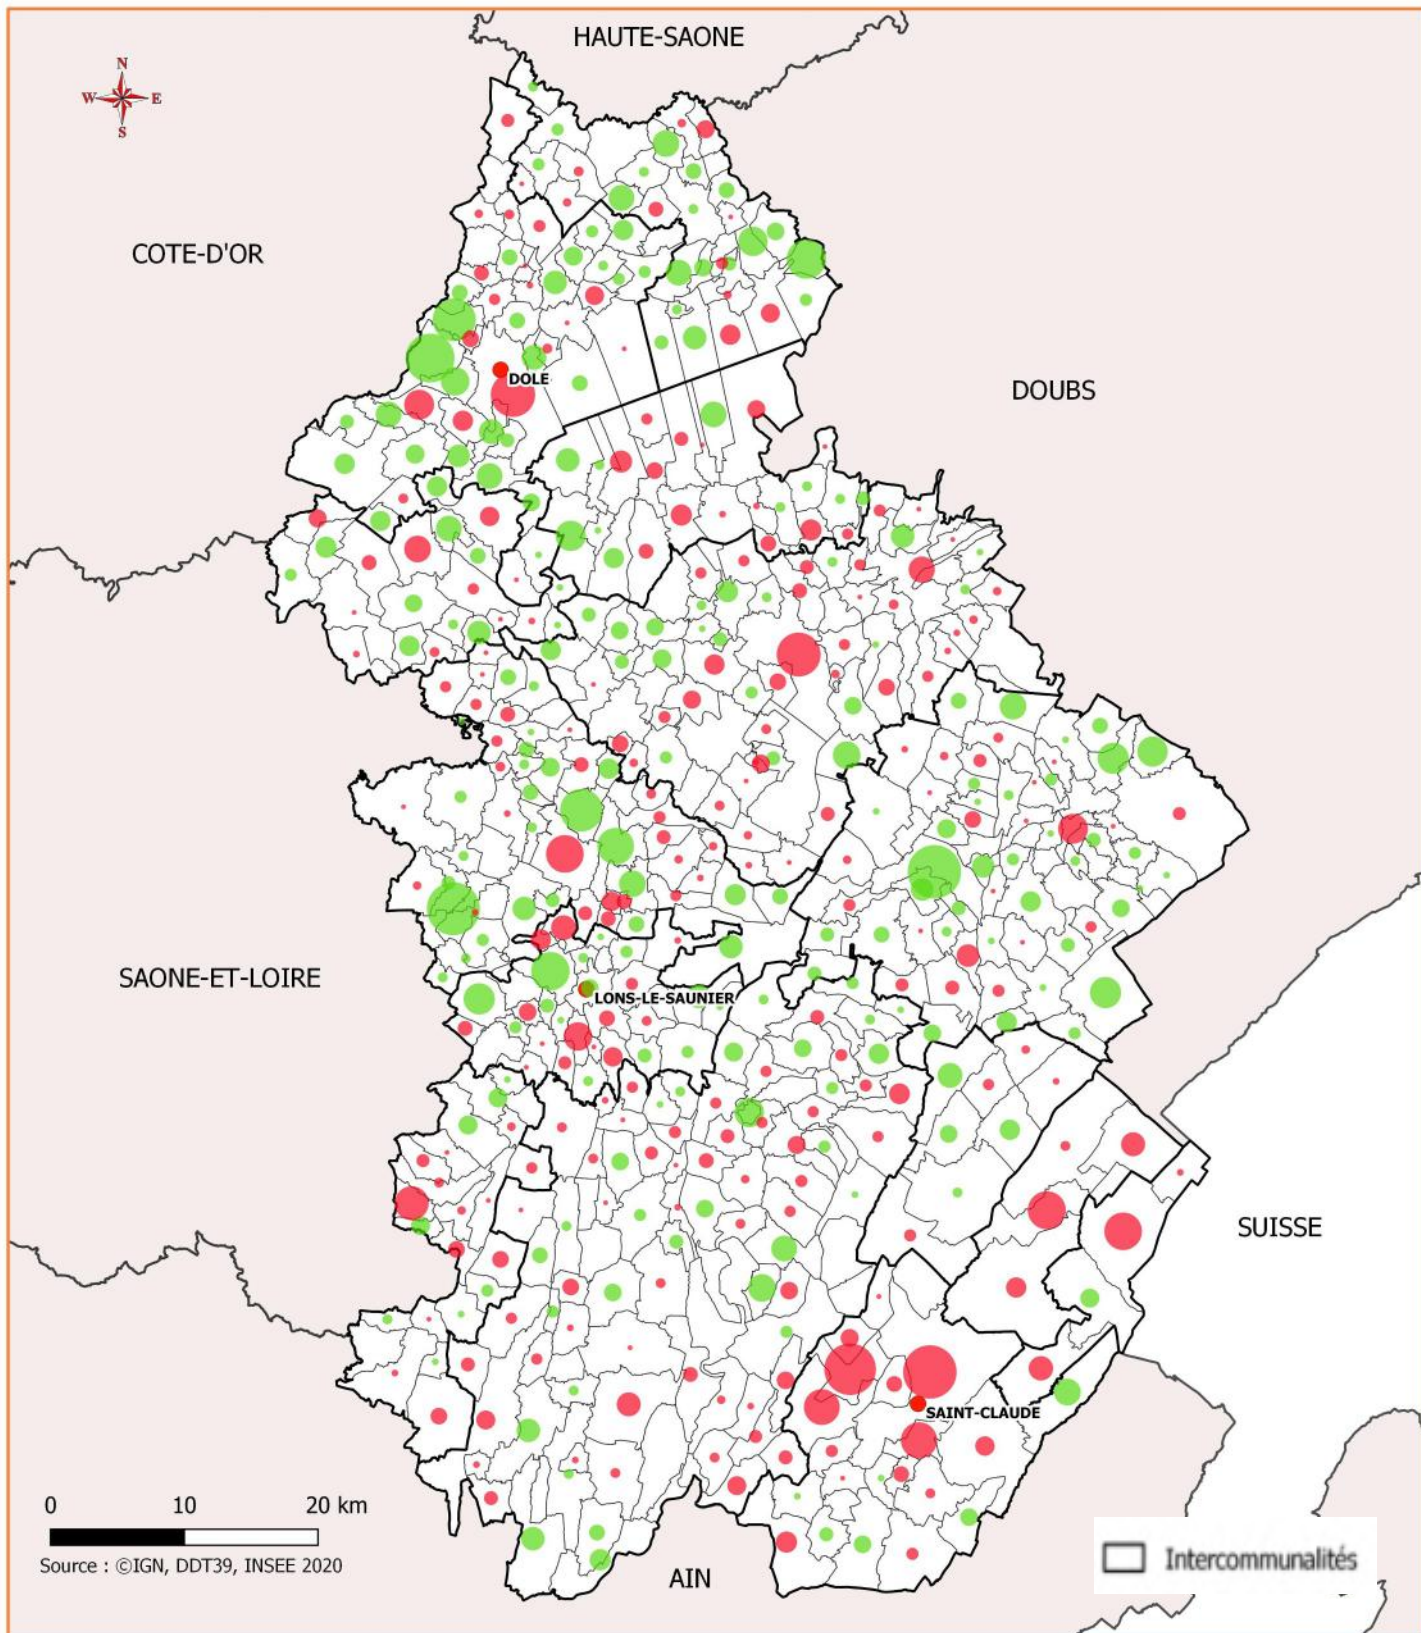 HAUTE-SAONE
N
W E
S
COTE-D'OR
DOUBS
DOLE
SAONE-ET-LOIRE
LONS-LE-SAUNIER
SUISSE
SAINT-CLAUDE
0 10 20 km
Source : ©IGN, DDT39, INSEE 2020
AIN
Intercommunalités